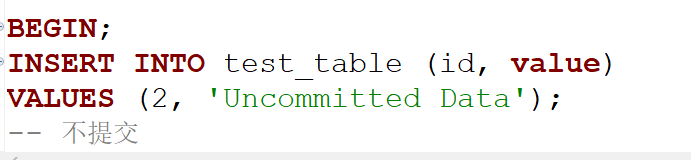 BEGIN;
INSERT INTO test_table (id, value)
VALUES (2, 'Uncommitted Data');
-- 不提交